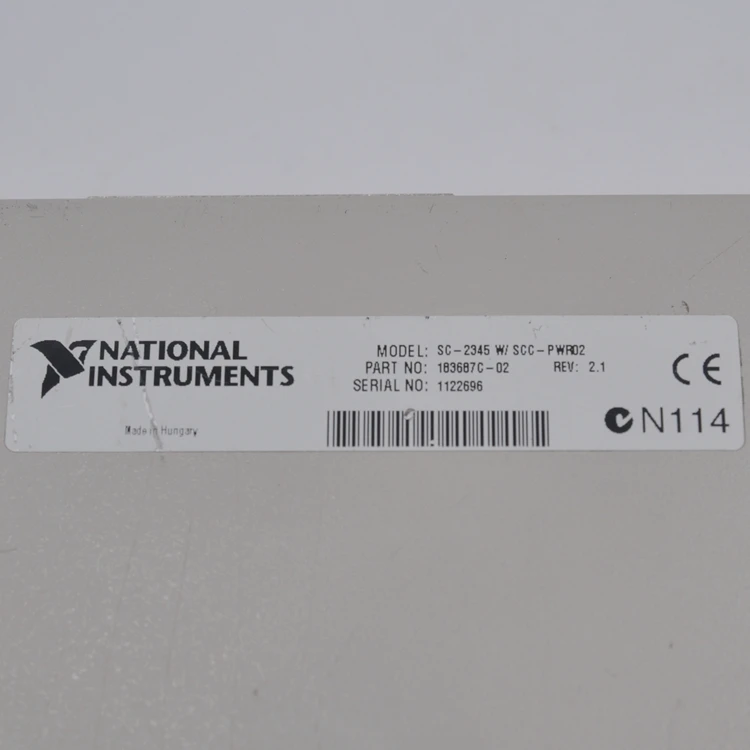 NATIONAL
INSTRUMENTS
Made in Hungary
MODEL: SC-2345 W/ SCC-PWR02
PART NO: 183687C-02 REV: 2.1
SERIAL NO: 1122696
CE
N114